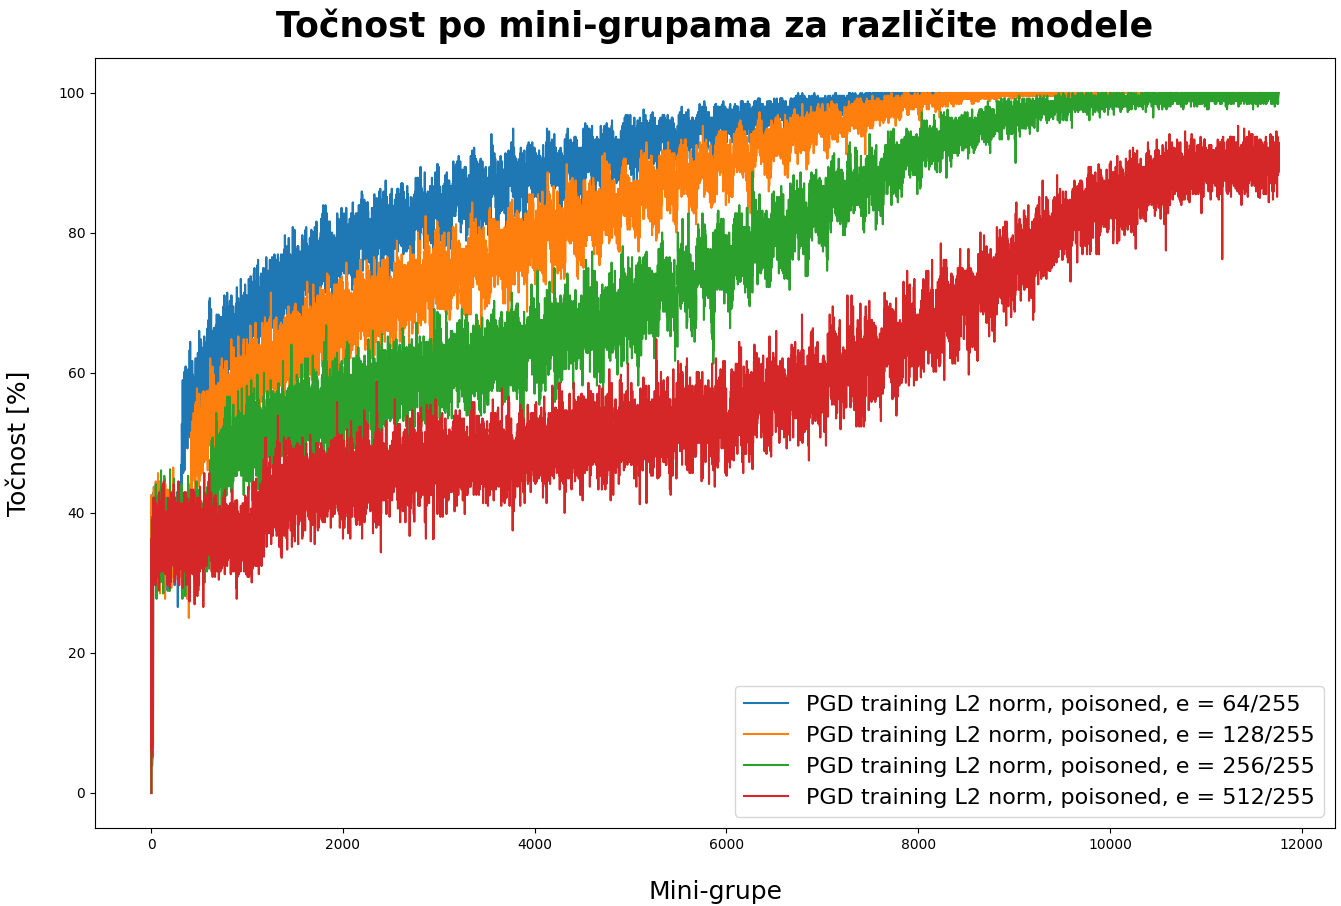 Točnost po mini-grupama za različite modele
Točnost [%]
100
80
60
40
20
0
0 2000 4000 6000 8000 10000 12000
Mini-grupe
PGD training L2 norm, poisoned, e = 64/255
PGD training L2 norm, poisoned, e = 128/255
PGD training L2 norm, poisoned, e = 256/255
PGD training L2 norm, poisoned, e = 512/255